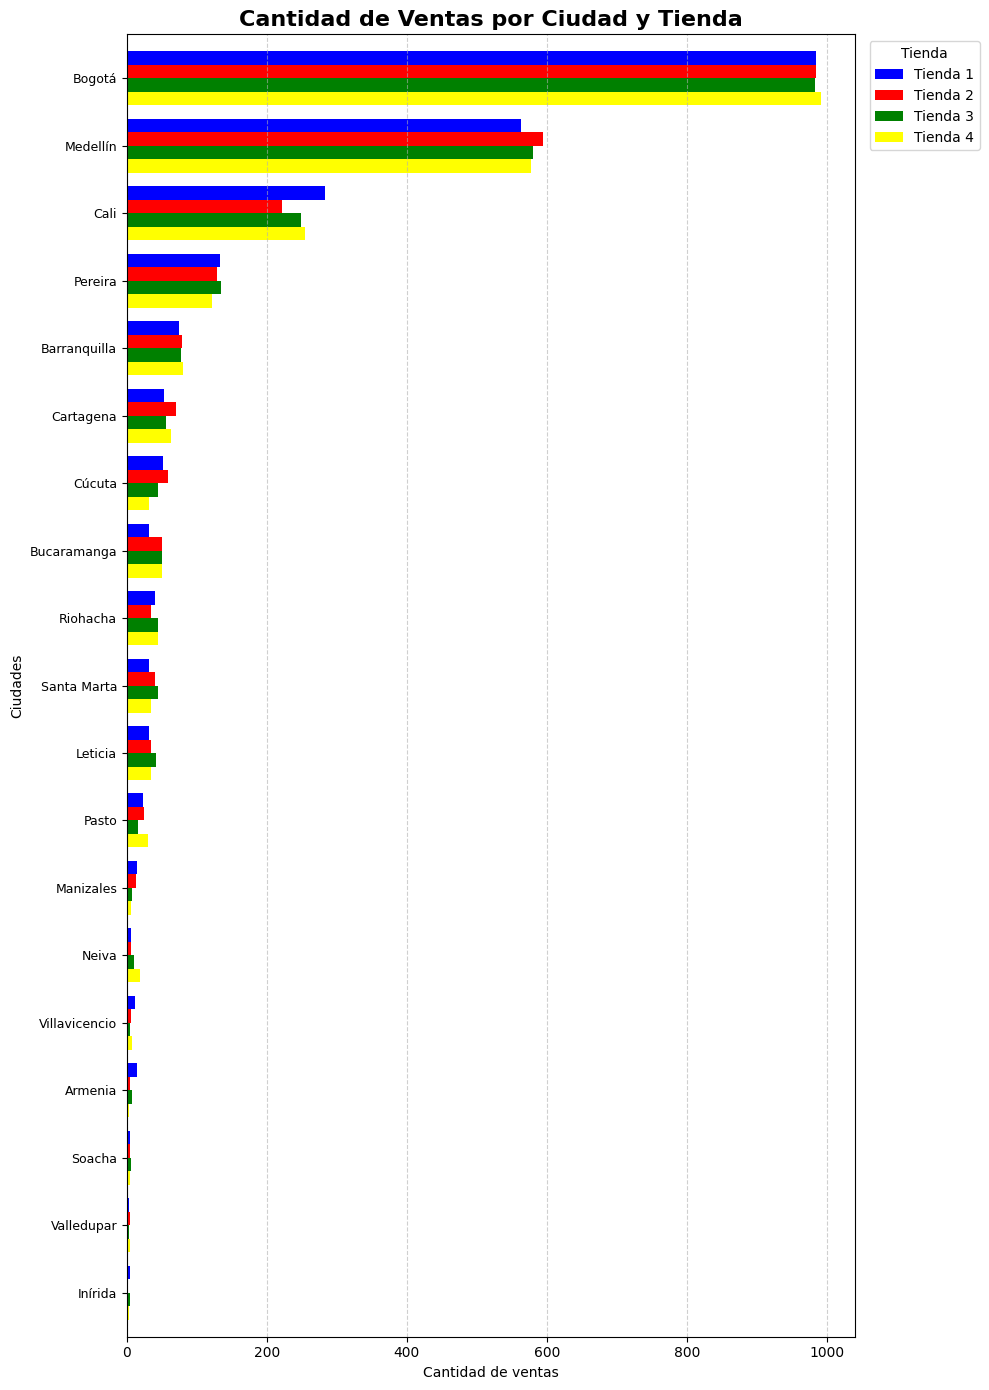 Cantidad de Ventas por Ciudad y Tienda
Tienda
Tienda 1
Tienda 2
Tienda 3
Tienda 4
Ciudades
Bogotá
Medellín
Cali
Pereira
Barranquilla
Cartagena
Cúcuta
Bucaramanga
Riohacha
Santa Marta
Leticia
Pasto
Manizales
Neiva
Villavicencio
Armenia
Soacha
Valledupar
Inírida
0 200 400 600 800 1000
Cantidad de ventas